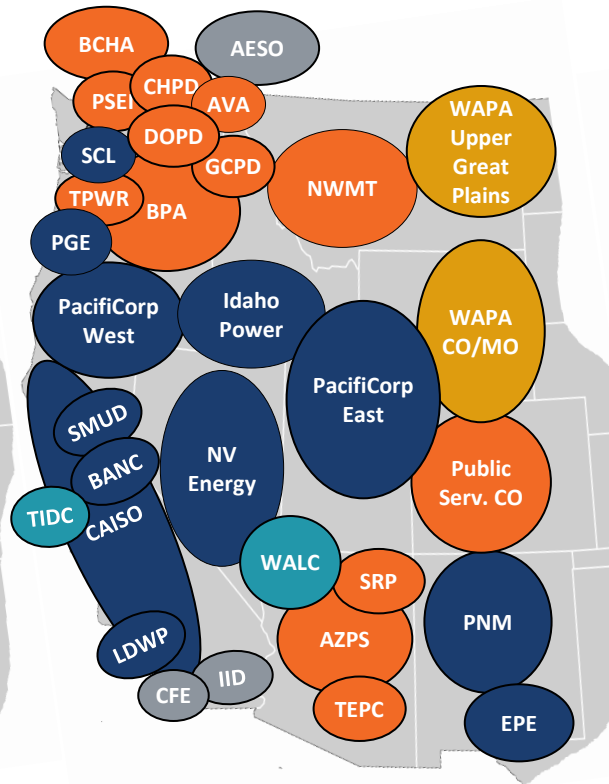 BCHA
AESO
CHPD
PSEI
AVA
DOPD
SCL
GCPD
TPWR
BPA
NWMT
WAPA
Upper
Great
Plains
PGE
PacifiCorp
West
Idaho
Power
WAPA
CO/MO
PacifiCorp
East
SMUD
BANC
NV
Energy
Public
Serv. CO
TIDC
CAISO
WALC
SRP
PNM
AZPS
LDWP
IID
CFE
TEPC
EPE